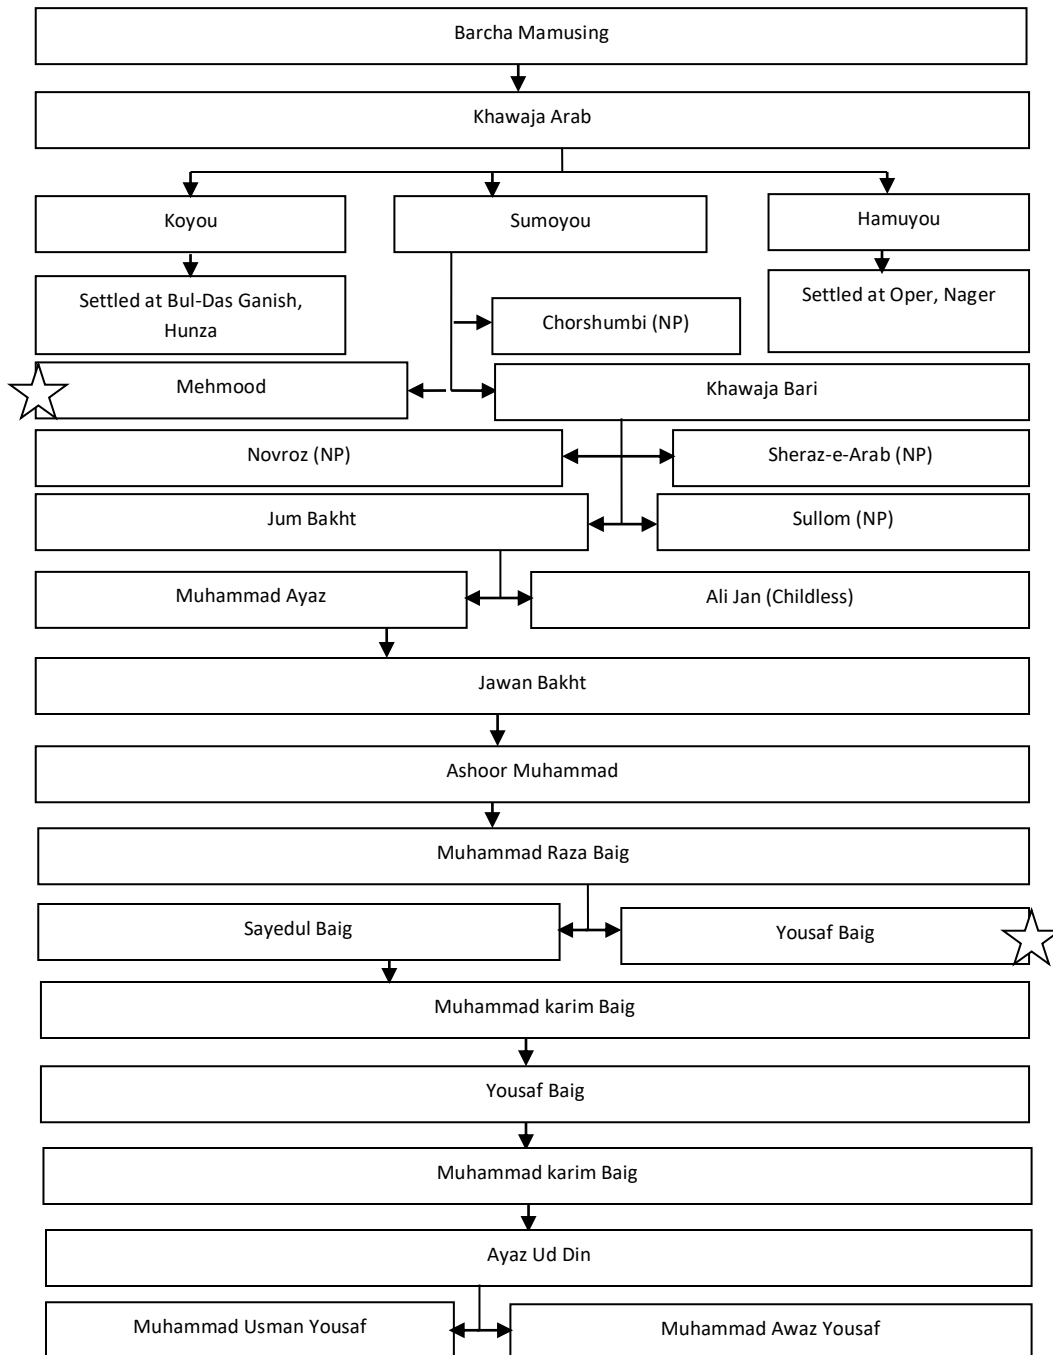 Barcha Mamusing
Khawaja Arab
Koyou
Sumoyou
Hamuyou
Settled at Bul-Das Ganish,
Hunza
Settled at Oper, Nager
Chorshumbi (NP)
Mehmood
Khawaja Bari
Novroz (NP)
Sheraz-e-Arab (NP)
Jum Bakht
Sullom (NP)
Muhammad Ayaz
Ali Jan (Childless)
Jawan Bakht
Ashoor Muhammad
Muhammad Raza Baig
Sayedul Baig
Yousaf Baig
Muhammad karim Baig
Yousaf Baig
Muhammad karim Baig
Ayaz Ud Din
Muhammad Usman Yousaf
Muhammad Awaz Yousaf